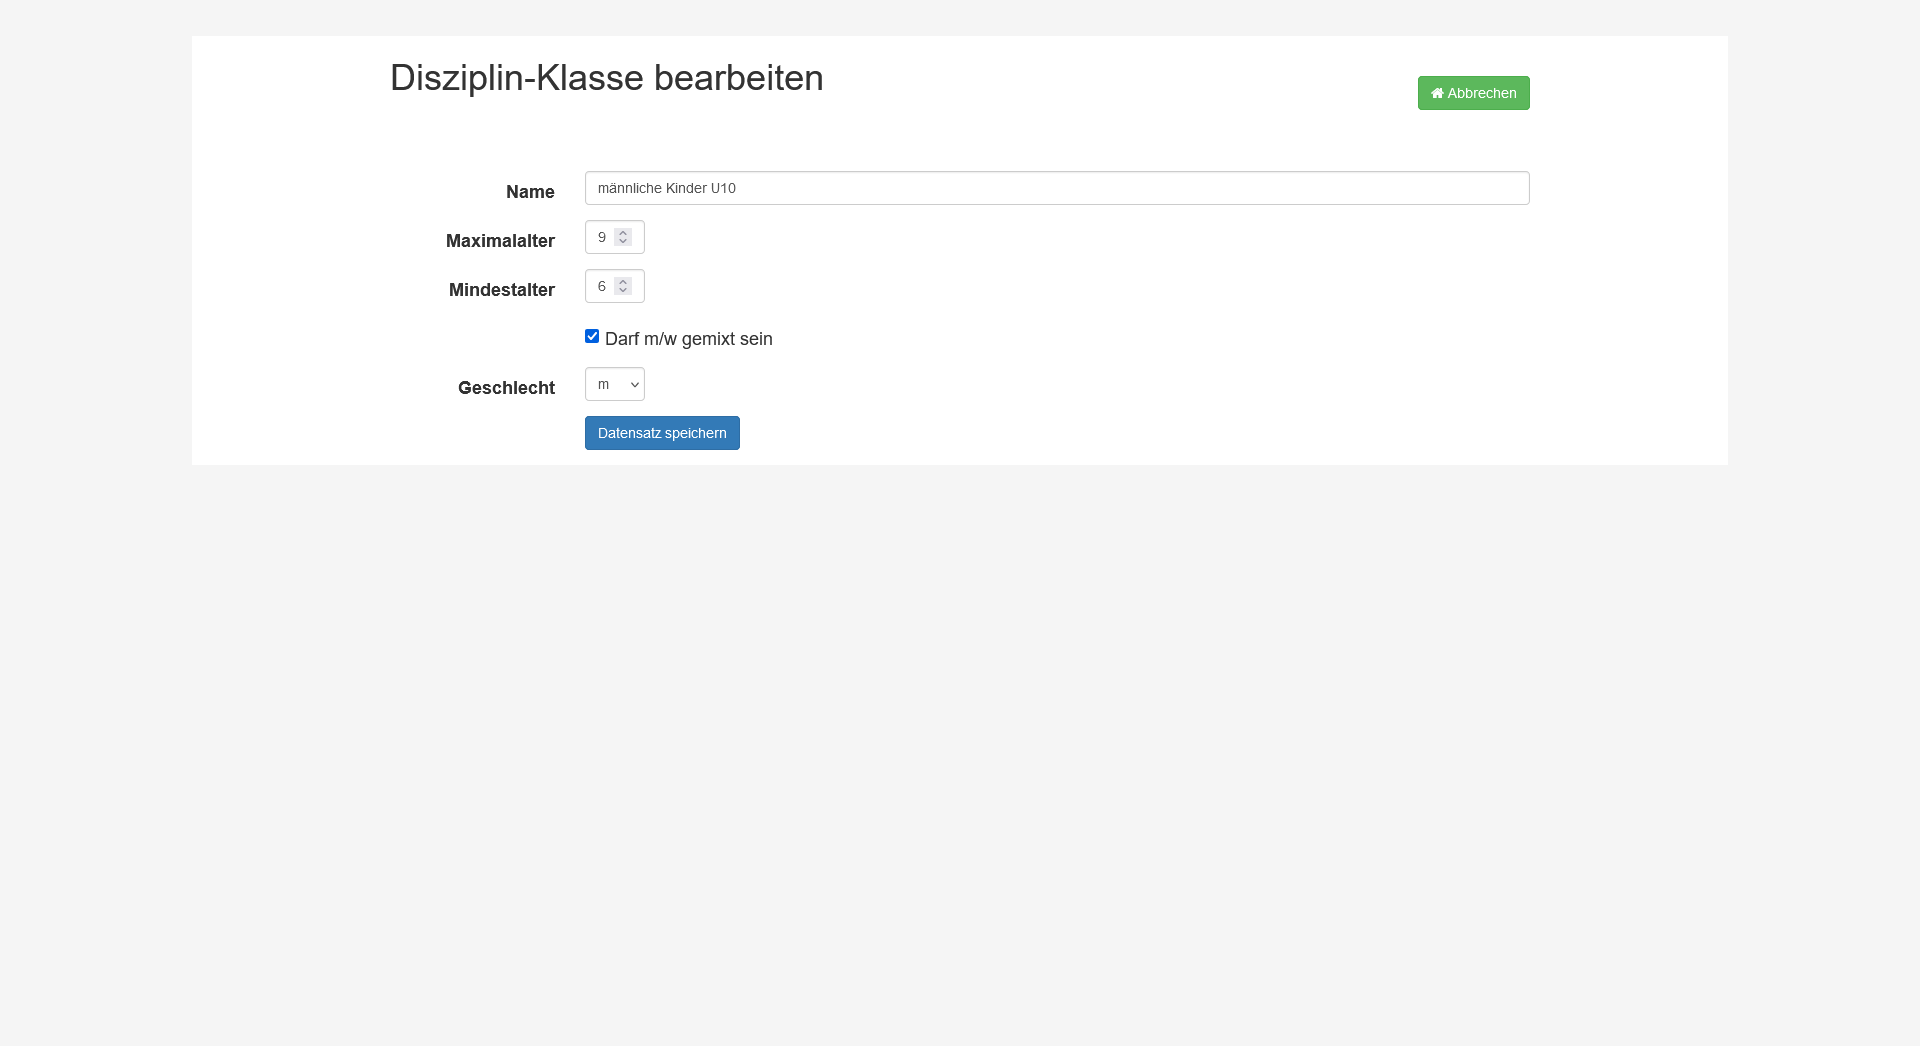 Disziplin-Klasse bearbeiten
Abbrechen
Name
männliche Kinder U10
Maximalalter
9
Mindestalter
6
Darf m/w gemixt sein
Geschlecht
m
Datensatz speichern